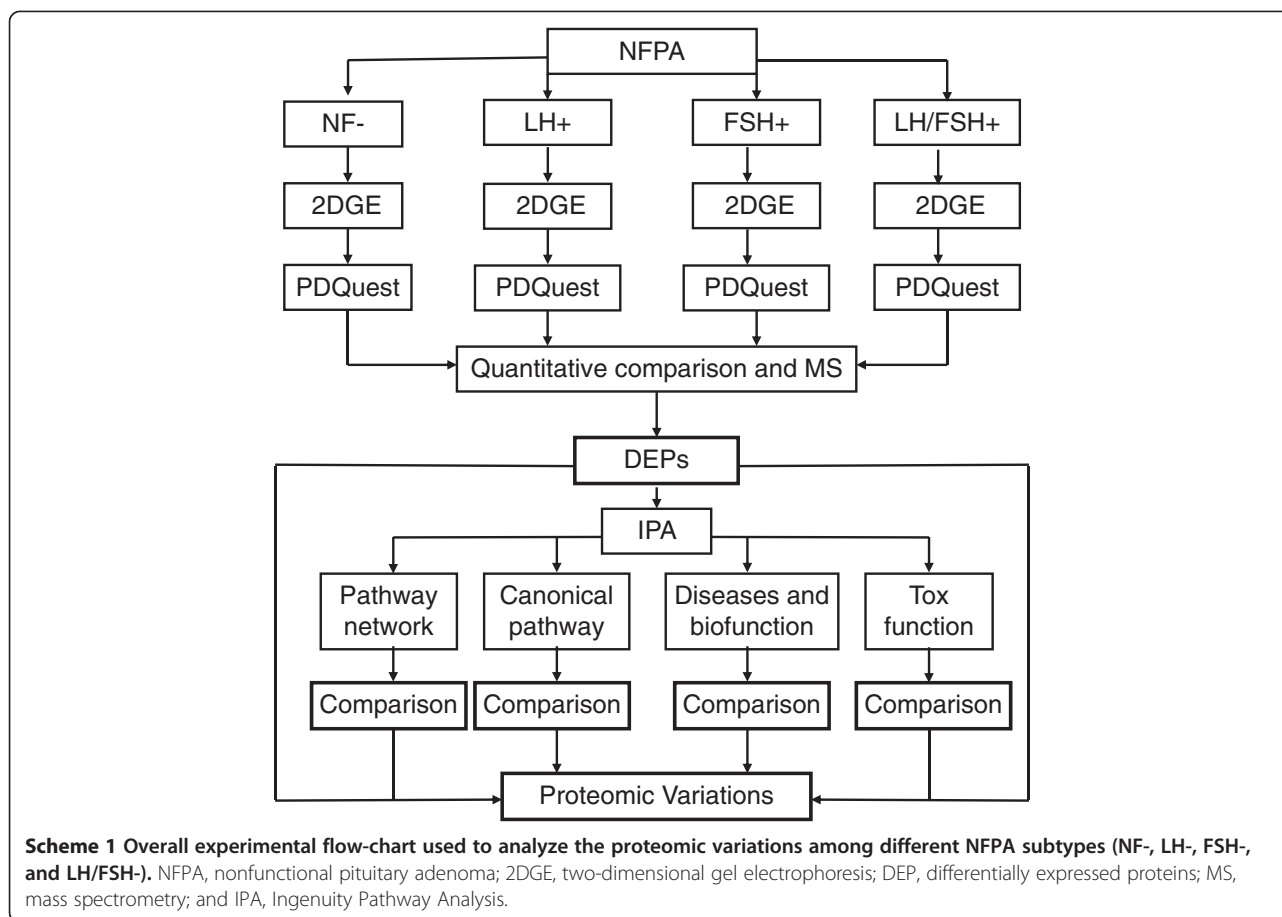 NFPA
NF-
LH+
FSH+
LH/FSH+
2DGE
2DGE
2DGE
2DGE
PDQuest
PDQuest
PDQuest
PDQuest
Quantitative comparison and MS
DEPs
IPA
Pathway
network
Canonical
pathway
Diseases and
biofunction
Tox
function
Comparison
Comparison
Comparison
Comparison
Proteomic Variations
Scheme 1 Overall experimental flow-chart used to analyze the proteomic variations among different NFPA subtypes (NF-, LH-, FSH-,
and LH/FSH-). NFPA, nonfunctional pituitary adenoma; 2DGE, two-dimensional gel electrophoresis; DEP, differentially expressed proteins; MS,
mass spectrometry; and IPA, Ingenuity Pathway Analysis.